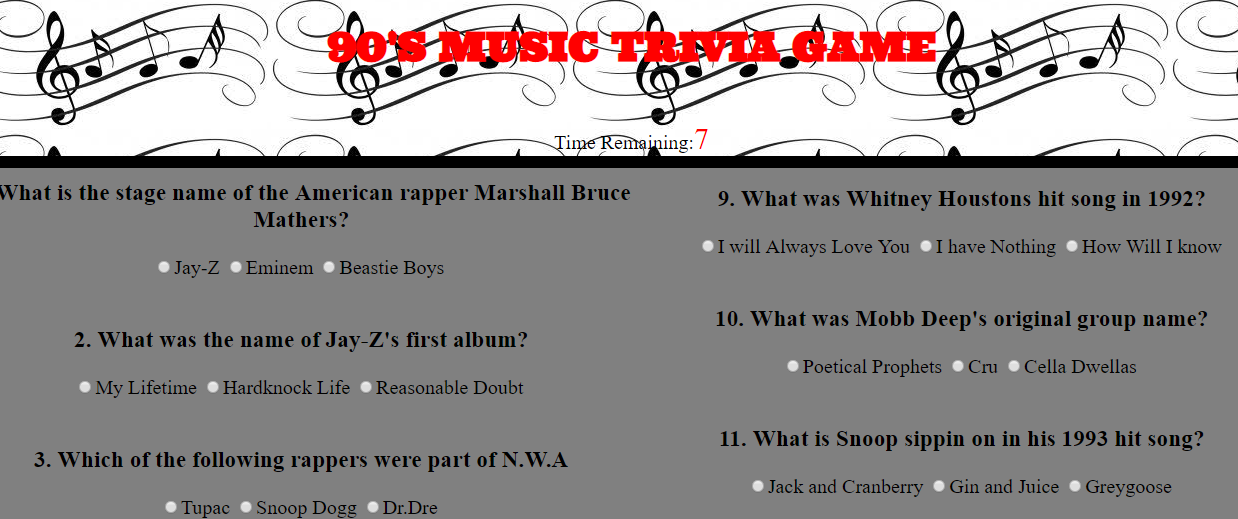 90'S MUSIC TRIVIA GAME
Time Remaining: 7
What is the stage name of the American rapper Marshall Bruce
Mathers?
Jay-Z Eminem Beastie Boys
2. What was the name of Jay-Z's first album?
My Lifetime Hardknock Life Reasonable Doubt
3. Which of the following rappers were part of N.W.A
Tupac Snoop Dogg Dr.Dre
9. What was Whitney Houstons hit song in 1992?
I will Always Love You I have Nothing How Will I know
10. What was Mobb Deep's original group name?
Poetical Prophets Cru Cella Dwellas
11. What is Snoop sippin on in his 1993 hit song?
Jack and Cranberry Gin and Juice Greygoose